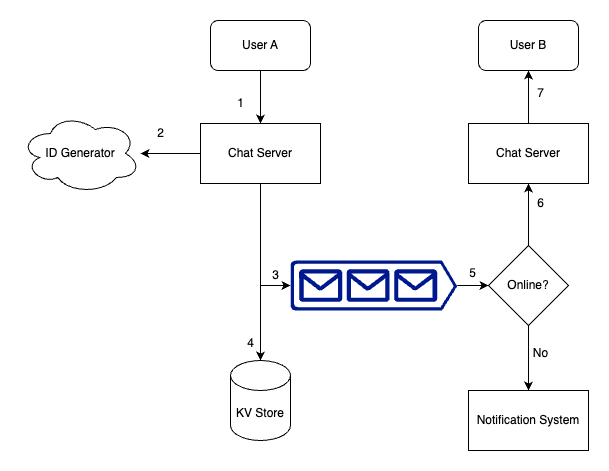 User A
User B
1
7
2
ID Generator
Chat Server
Chat Server
6
3
5
Online?
4
No
KV Store
Notification System